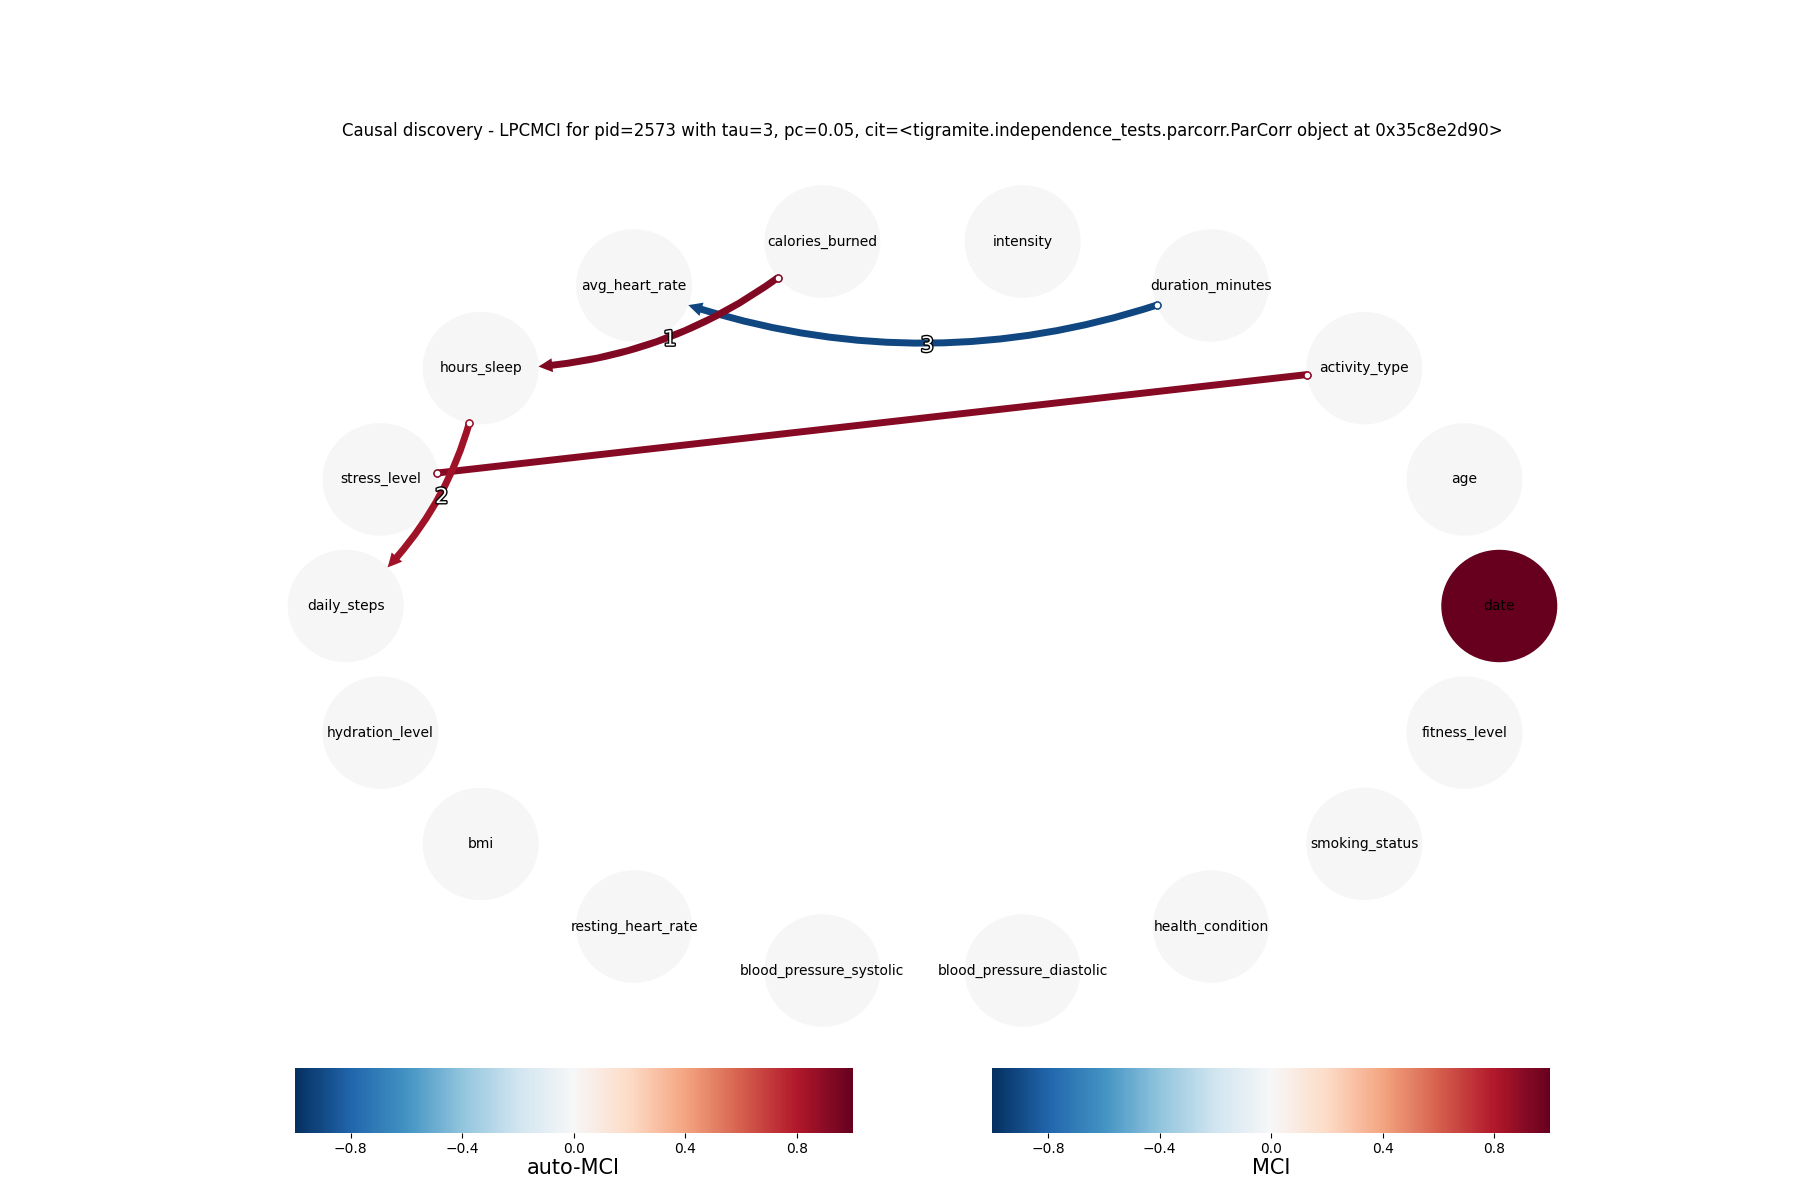 Causal discovery - LPCMCI for pid=2573 with tau=3, pc=0.05, cit=<tigramite.independence_tests.parcorr.ParCorr object at 0x35c8e2d90>
calories_burned
intensity
avg_heart_rate
duration_minutes
1
3
hours_sleep
activity_type
stress_level
age
2
daily_steps
date
hydration_level
fitness_level
bmi
smoking_status
resting_heart_rate
health_condition
blood_pressure_systolic
blood_pressure_diastolic
−0.8 −0.4 0.0 0.4 0.8
auto-MCI
−0.8 −0.4 0.0 0.4 0.8
MCI